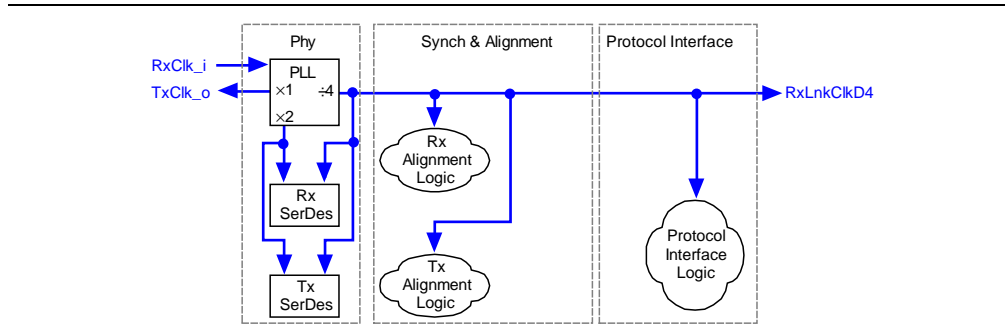 Phy
Synch & Alignment
Protocol Interface
RxClk_i
TxClk_o
PLL
×1
÷4
×2
RxLnkClkD4
Rx
Alignment
Logic
Rx
SerDes
Protocol
Interface
Logic
Tx
Alignment
Logic
Tx
SerDes